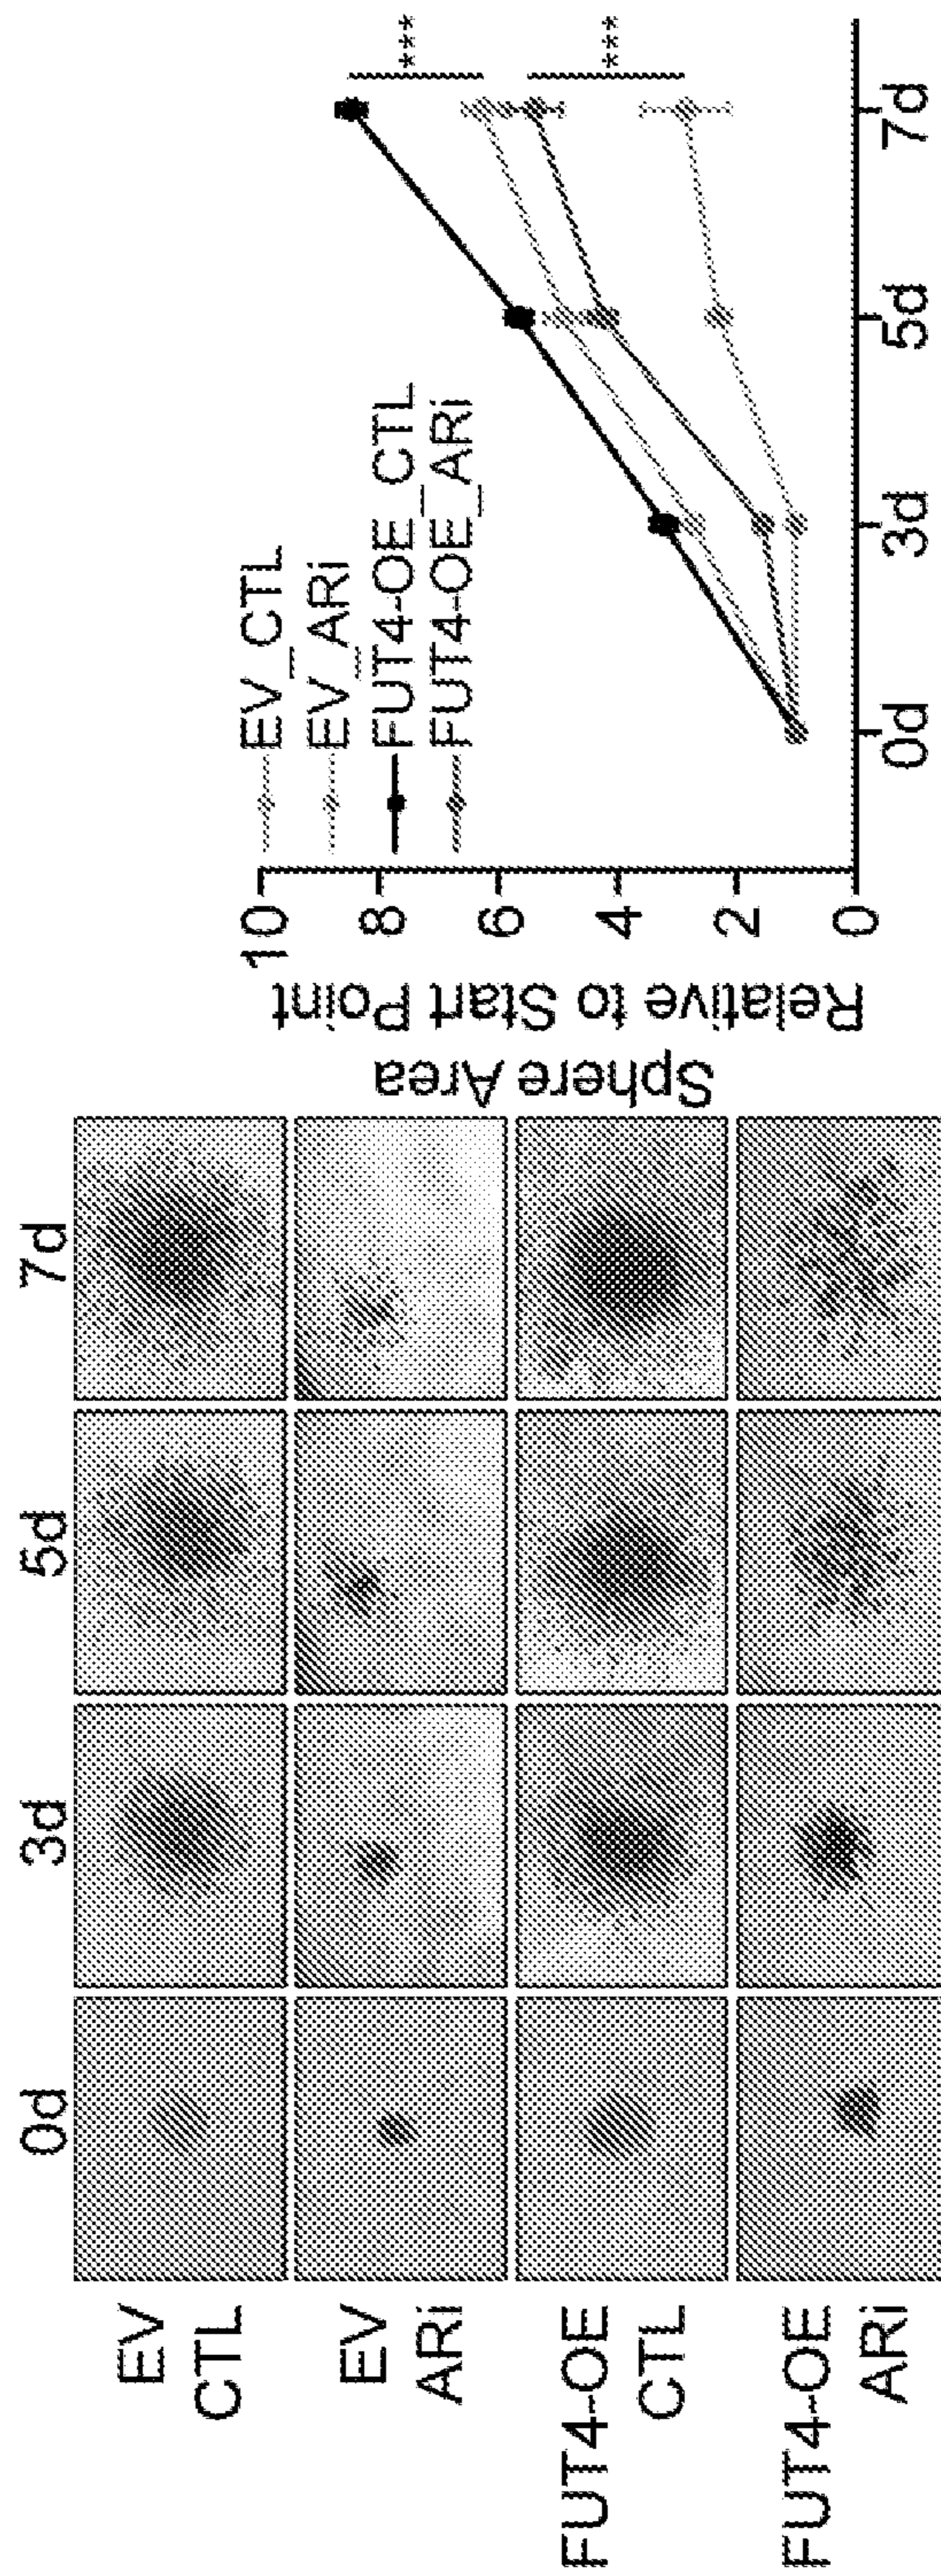 0d 3d 5d 7d
EV
CTL
EV
ARi
FUT4-OE
CTL
FUT4-OE
ARi
Sphere Area
Relative to Start Point
10
8
6
4
2
0
EV_CTL
EV_ARi
FUT4-OE_CTL
FUT4-OE_ARi
***
***
0d 3d 5d 7d